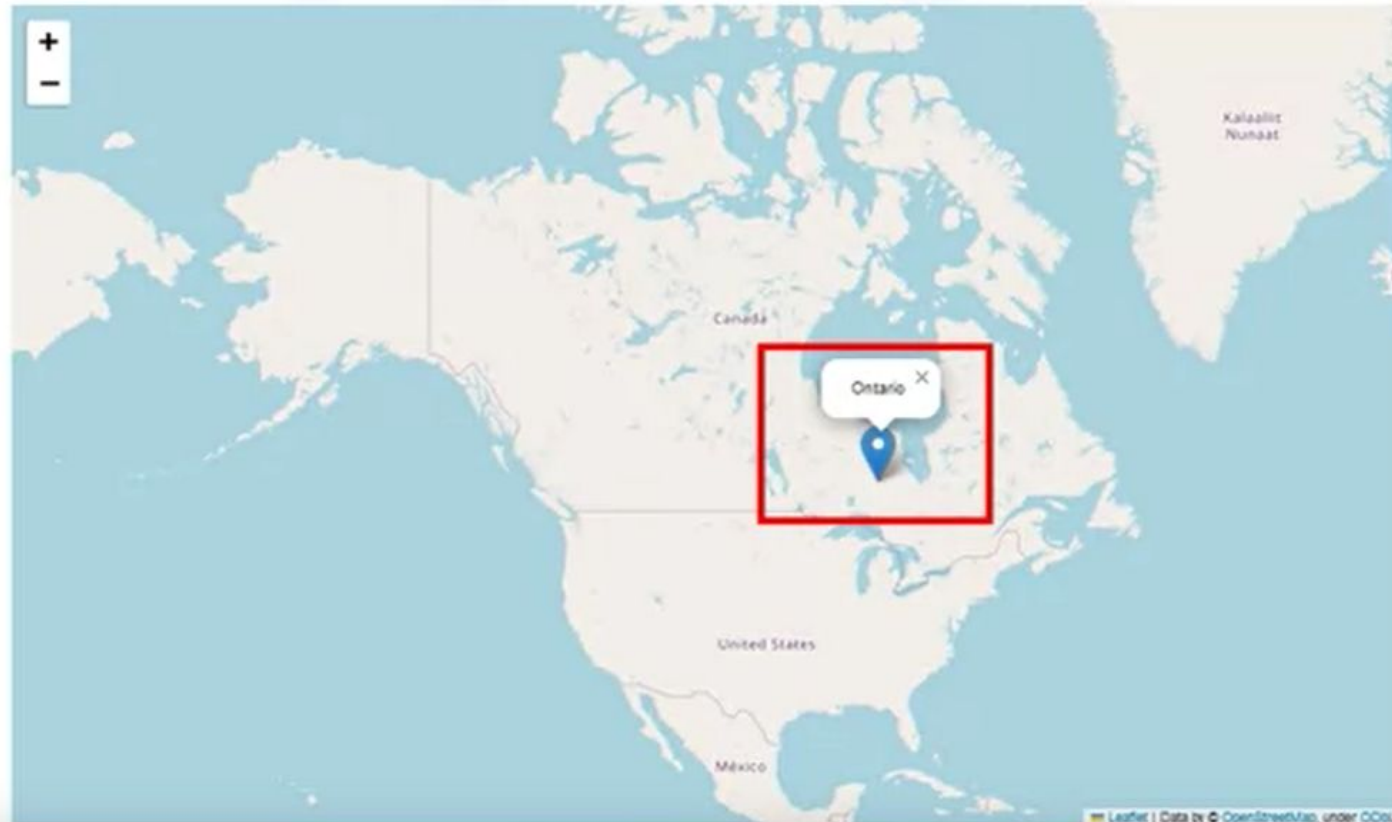 +
−
Kalaallit
Nunaat
Canada
Ontario ×
United States
México
Leaflet | Data by © OpenStreetMap, under